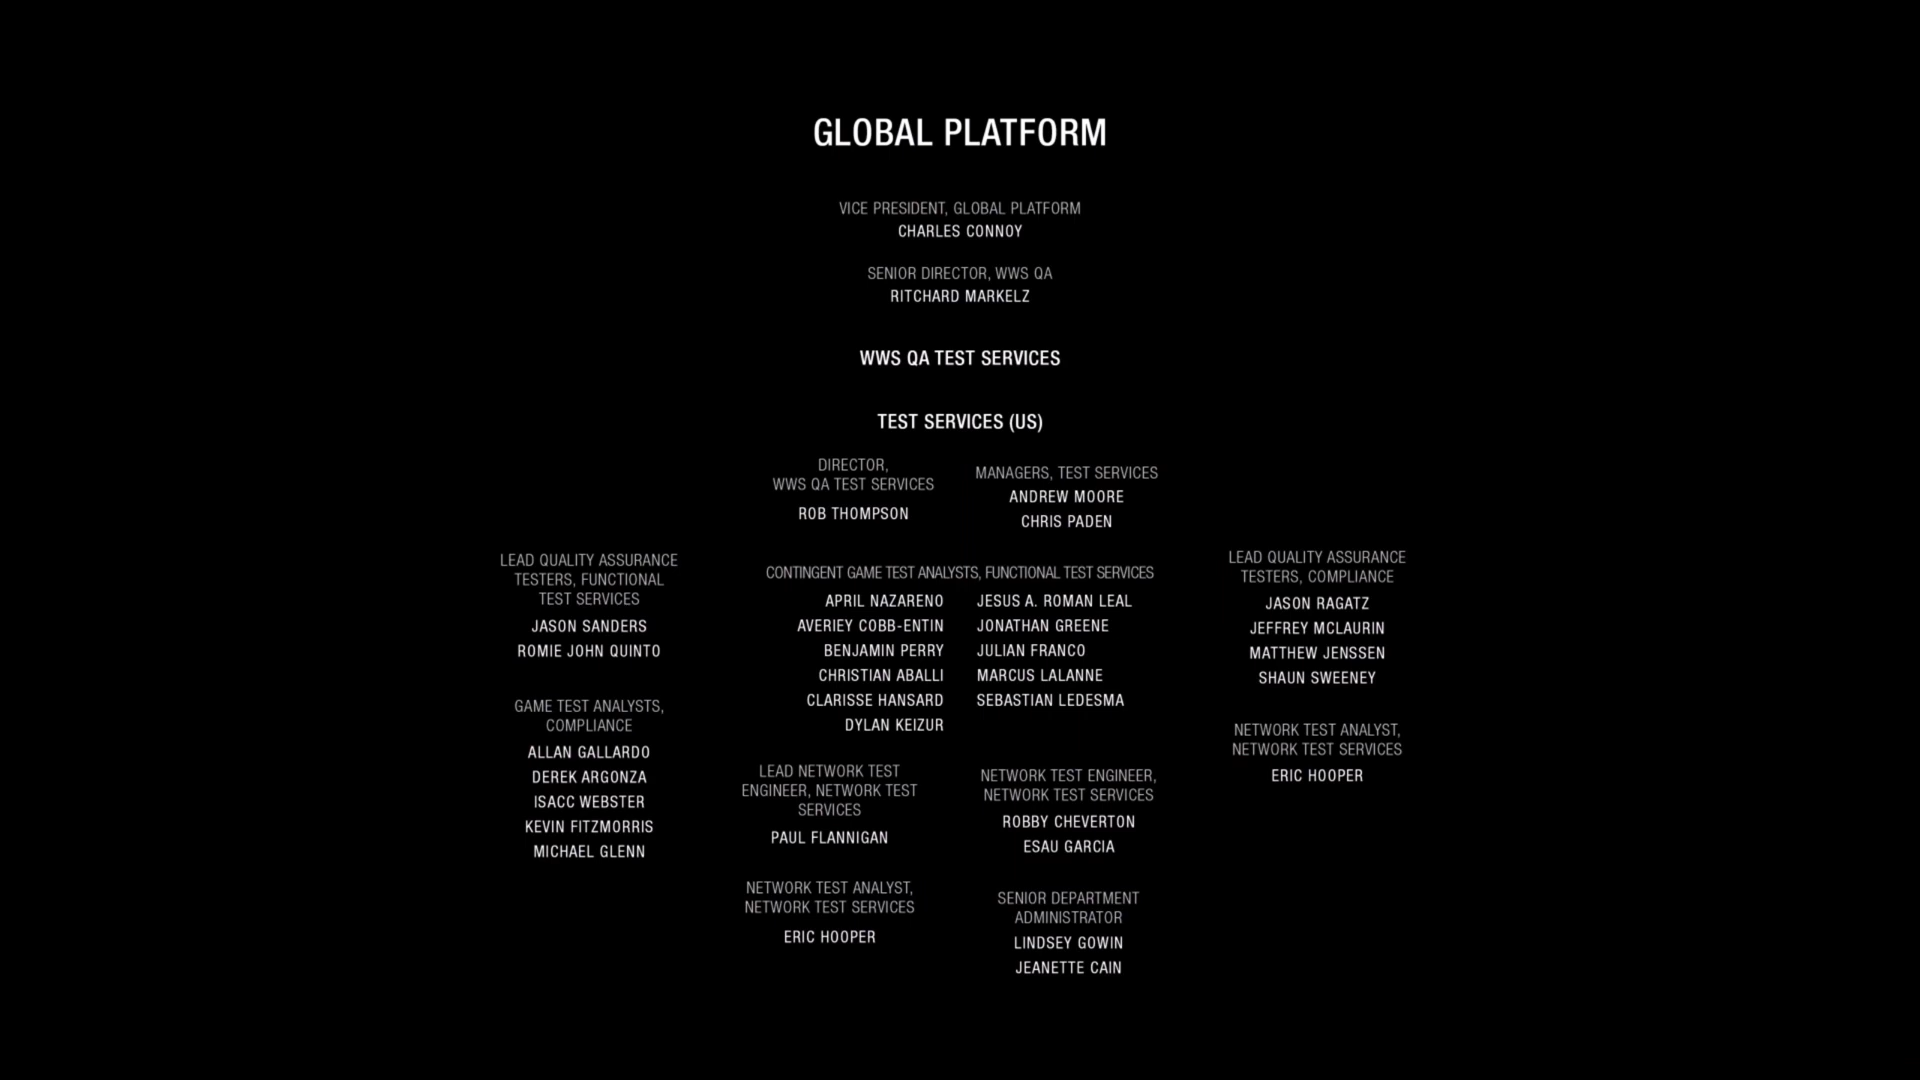 GLOBAL PLATFORM
VICE PRESIDENT, GLOBAL PLATFORM
CHARLES CONNOY
SENIOR DIRECTOR, WWS QA
RITCHARD MARKELZ
WWS QA TEST SERVICES
TEST SERVICES (US)
DIRECTOR,
WWS QA TEST SERVICES
ROB THOMPSON
MANAGERS, TEST SERVICES
ANDREW MOORE
CHRIS PADEN
LEAD QUALITY ASSURANCE
TESTERS, FUNCTIONAL
TEST SERVICES
JASON SANDERS
ROMIE JOHN QUINTO
GAME TEST ANALYSTS,
COMPLIANCE
ALLAN GALLARDO
DEREK ARGONZA
ISACC WEBSTER
KEVIN FITZMORRIS
MICHAEL GLENN
CONTINGENT GAME TEST ANALYSTS, FUNCTIONAL TEST SERVICES
APRIL NAZARENO
AVERIEY COBB-ENTIN
BENJAMIN PERRY
CHRISTIAN ABALLI
CLARISSE HANSARD
DYLAN KEIZUR
JESUS A. ROMAN LEAL
JONATHAN GREENE
JULIAN FRANCO
MARCUS LALANNE
SEBASTIAN LEDESMA
LEAD NETWORK TEST
ENGINEER, NETWORK TEST
SERVICES
PAUL FLANNIGAN
NETWORK TEST ANALYST,
NETWORK TEST SERVICES
ERIC HOOPER
NETWORK TEST ENGINEER,
NETWORK TEST SERVICES
ROBBY CHEVERTON
ESAU GARCIA
SENIOR DEPARTMENT
ADMINISTRATOR
LINDSEY GOWIN
JEANETTE CAIN
LEAD QUALITY ASSURANCE
TESTERS, COMPLIANCE
JASON RAGATZ
JEFFREY MCLAURIN
MATTHEW JENSSEN
SHAUN SWEENEY
NETWORK TEST ANALYST,
NETWORK TEST SERVICES
ERIC HOOPER